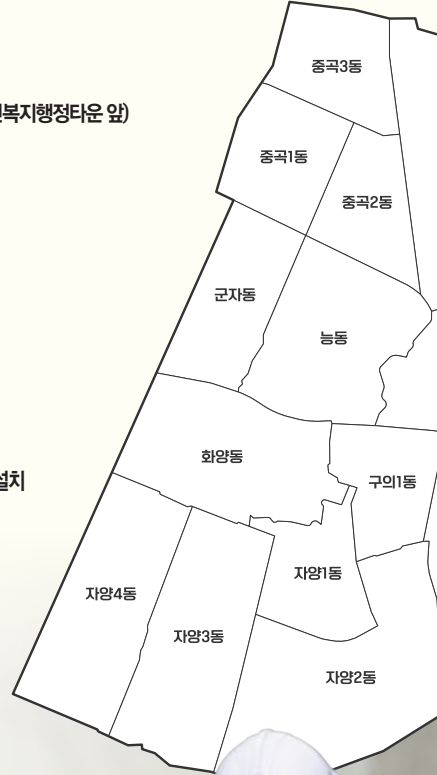 중곡3동
복지행정타운 앞)
중곡1동
중곡2동
군자동
능동
화양동
설치
구의1동
자양4동
자양1동
자양3동
자양2동